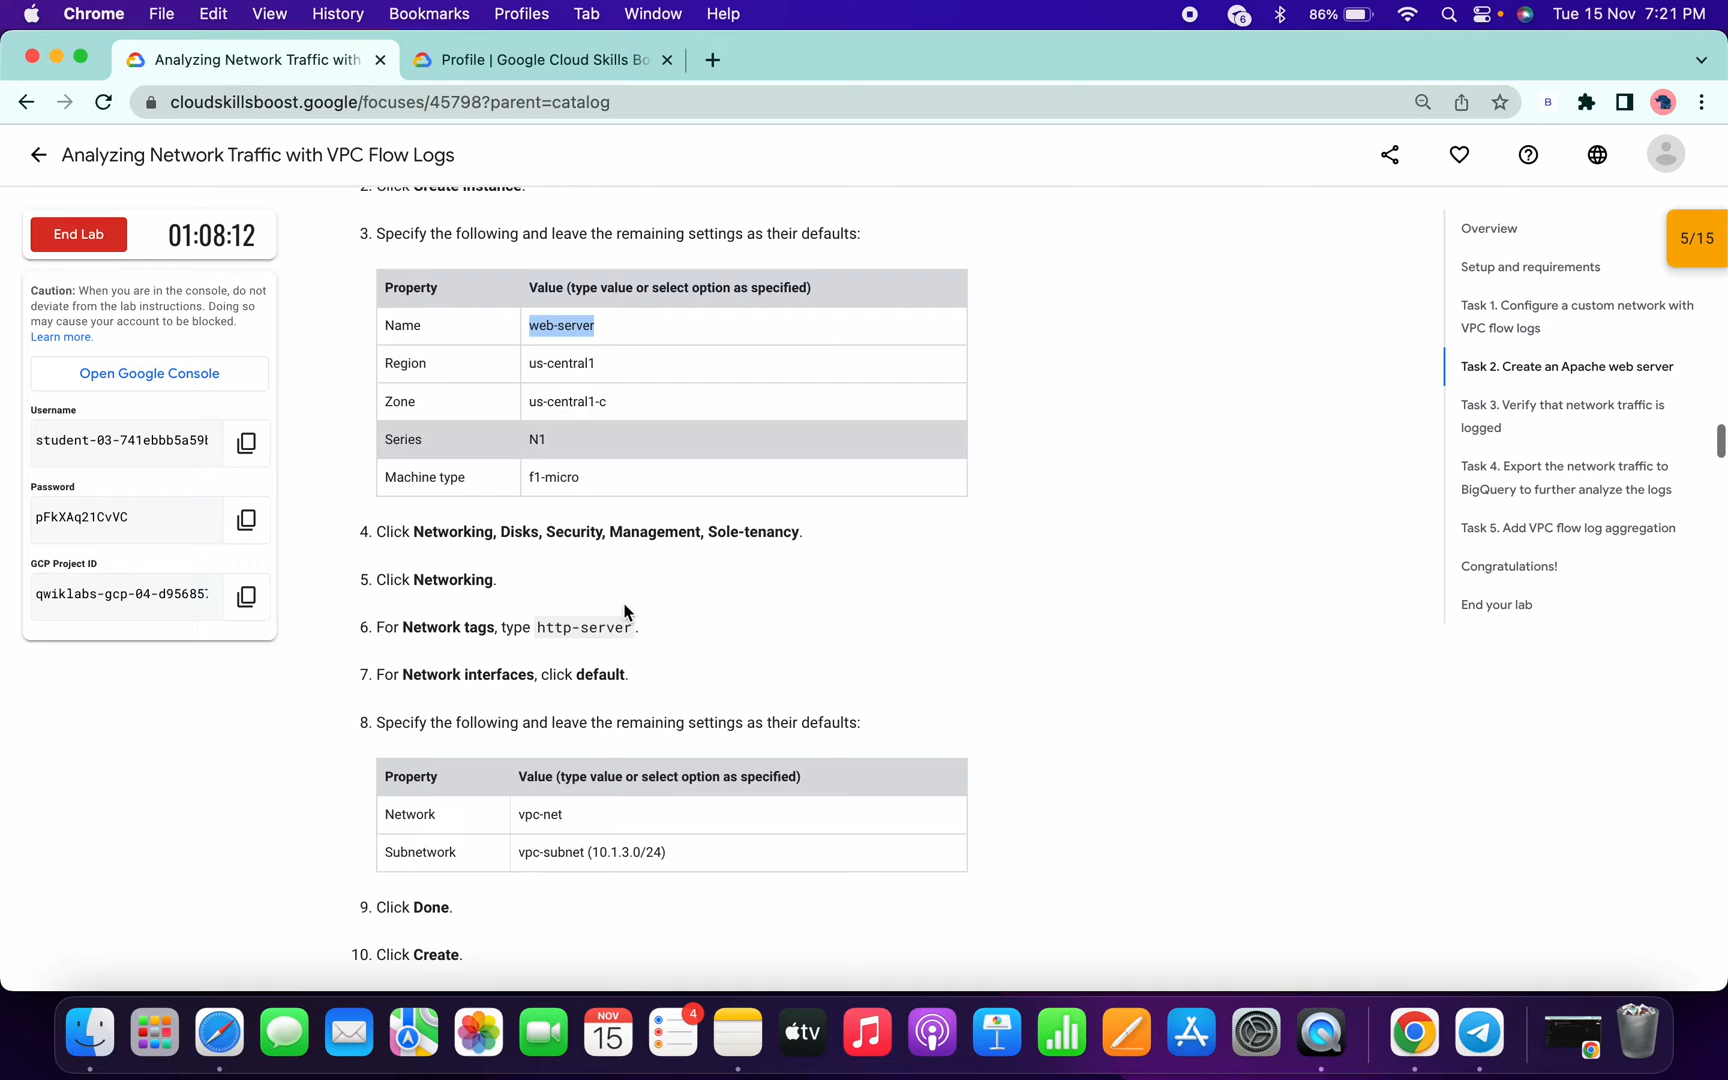 Chrome File Edit View History Bookmarks Profiles Tab Window Help 6 86% Tue 15 Nov 7:21 PM
Analyzing Network Traffic with
Profile | Google Cloud Skills Bo
cloudskillsboost.google/focuses/45798?parent=catalog
B
Analyzing Network Traffic with VPC Flow Logs
2. Click Create Instance.
End Lab
01:08:12
Caution: When you are in the console, do not
deviate from the lab instructions. Doing so
may cause your account to be blocked.
Learn more.
Open Google Console
Username
student-03-741ebbb5a59b
Password
pFkXAq21CvVC
GCP Project ID
qwiklabs-gcp-04-d956857
3. Specify the following and leave the remaining settings as their defaults:
Property Value (type value or select option as specified)
Name web-server
Region us-central1
Zone us-central1-c
Series N1
Machine type f1-micro
4. Click Networking, Disks, Security, Management, Sole-tenancy.
5. Click Networking.
6. For Network tags, type http-server.
7. For Network interfaces, click default.
8. Specify the following and leave the remaining settings as their defaults:
Property Value (type value or select option as specified)
Network vpc-net
Subnetwork vpc-subnet (10.1.3.0/24)
9. Click Done.
10. Click Create.
Overview
Setup and requirements
Task 1. Configure a custom network with
VPC flow logs
Task 2. Create an Apache web server
Task 3. Verify that network traffic is
logged
Task 4. Export the network traffic to
BigQuery to further analyze the logs
Task 5. Add VPC flow log aggregation
Congratulations!
End your lab
5/15
NOV
15
4
tv